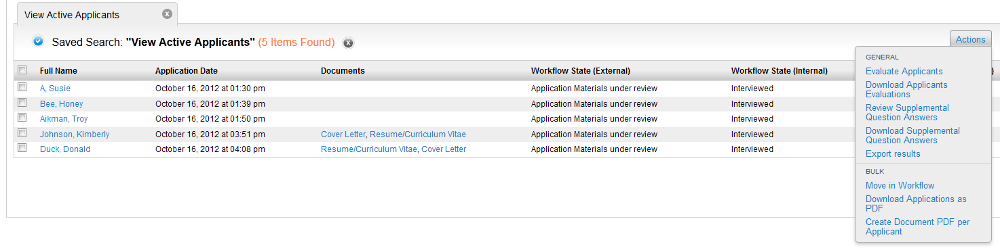 View Active Applicants x
Saved Search: "View Active Applicants" (5 Items Found) x
Actions
Full Name Application Date Documents Workflow State (External) Workflow State (Internal) )
A, Susie October 16, 2012 at 01:30 pm Application Materials under review Interviewed
Bee, Honey October 16, 2012 at 01:39 pm Application Materials under review Interviewed
Aikman, Troy October 16, 2012 at 01:50 pm Application Materials under review Interviewed
Johnson, Kimberly October 16, 2012 at 03:51 pm Cover Letter, Resume/Curriculum Vitae Application Materials under review Interviewed
Duck, Donald October 16, 2012 at 04:08 pm Resume/Curriculum Vitae, Cover Letter Application Materials under review Interviewed
GENERAL
Evaluate Applicants
Download Applicants
Evaluations
Review Supplemental
Question Answers
Download Supplemental
Question Answers
Export results
BULK
Move in Workflow
Download Applications as
PDF
Create Document PDF per
Applicant